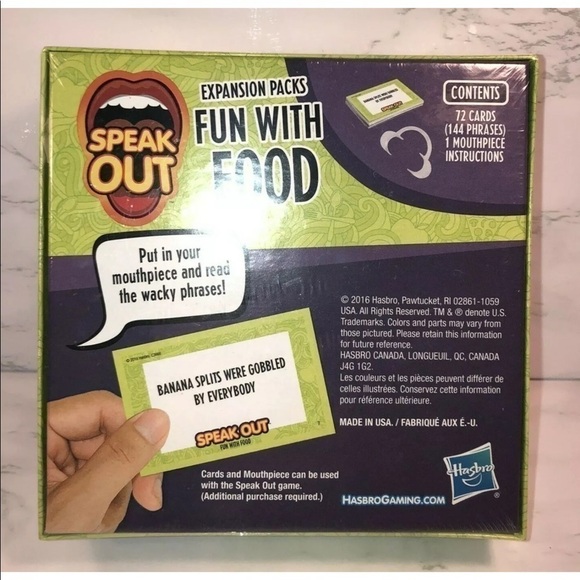 SPEAK
OUT
EXPANSION PACKS
FUN WITH
FOOD
CONTENTS
72 CARDS
(144 PHRASES)
1 MOUTHPIECE
INSTRUCTIONS
Put in your
mouthpiece and read
the wacky phrases!
BANANA SPLITS WERE GOBBLED
BY EVERYBODY
SPEAK OUT
FUN WITH FOOD
Cards and Mouthpiece can be used
with the Speak Out game.
(Additional purchase required.)
© 2016 Hasbro, Pawtucket, RI 02861-1059
USA. All Rights Reserved. TM & ® denote U.S.
Trademarks. Colors and parts may vary from
those pictured. Please retain this information
for future reference.
HASBRO CANADA, LONGUEUIL, QC, CANADA
J4G 1G2.
Les couleurs et les pièces peuvent différer de
celles illustrées. Conservez cette information
pour référence ultérieure.
MADE IN USA. / FABRIQUÉ AUX É.-U.
HASBROGAMING.COM
Hasbro
®